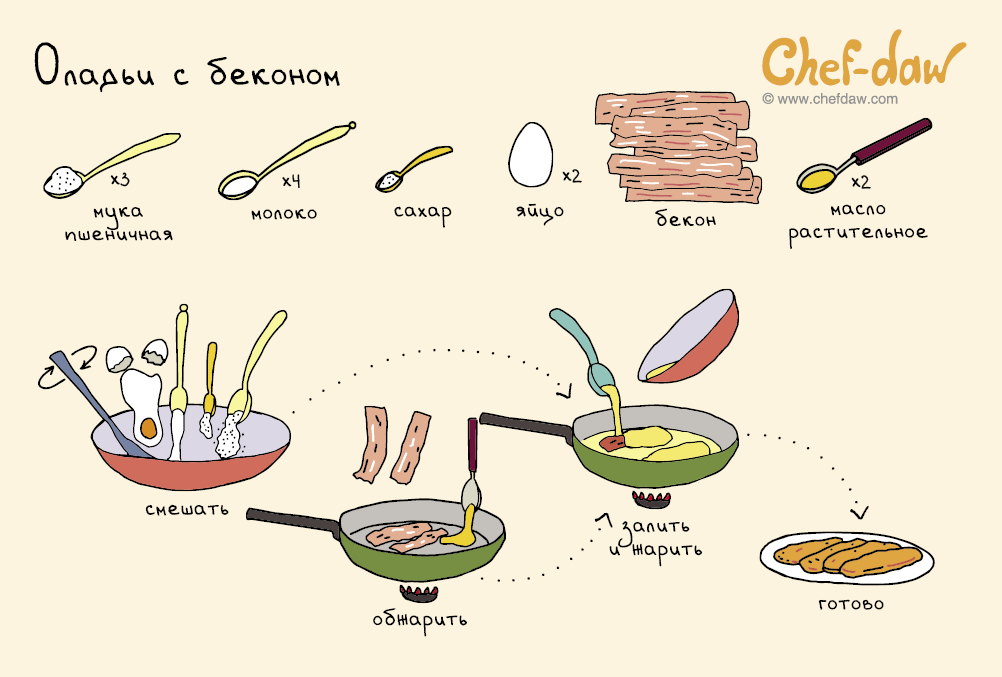 Оладьи с беконом
Chef-daw
© www.chefdaw.com
x3
мука
пшеничная
x4
молоко
сахар
x2
яйцо
бекон
x2
масло
растительное
смешать
обжарить
залить
и жарить
готово